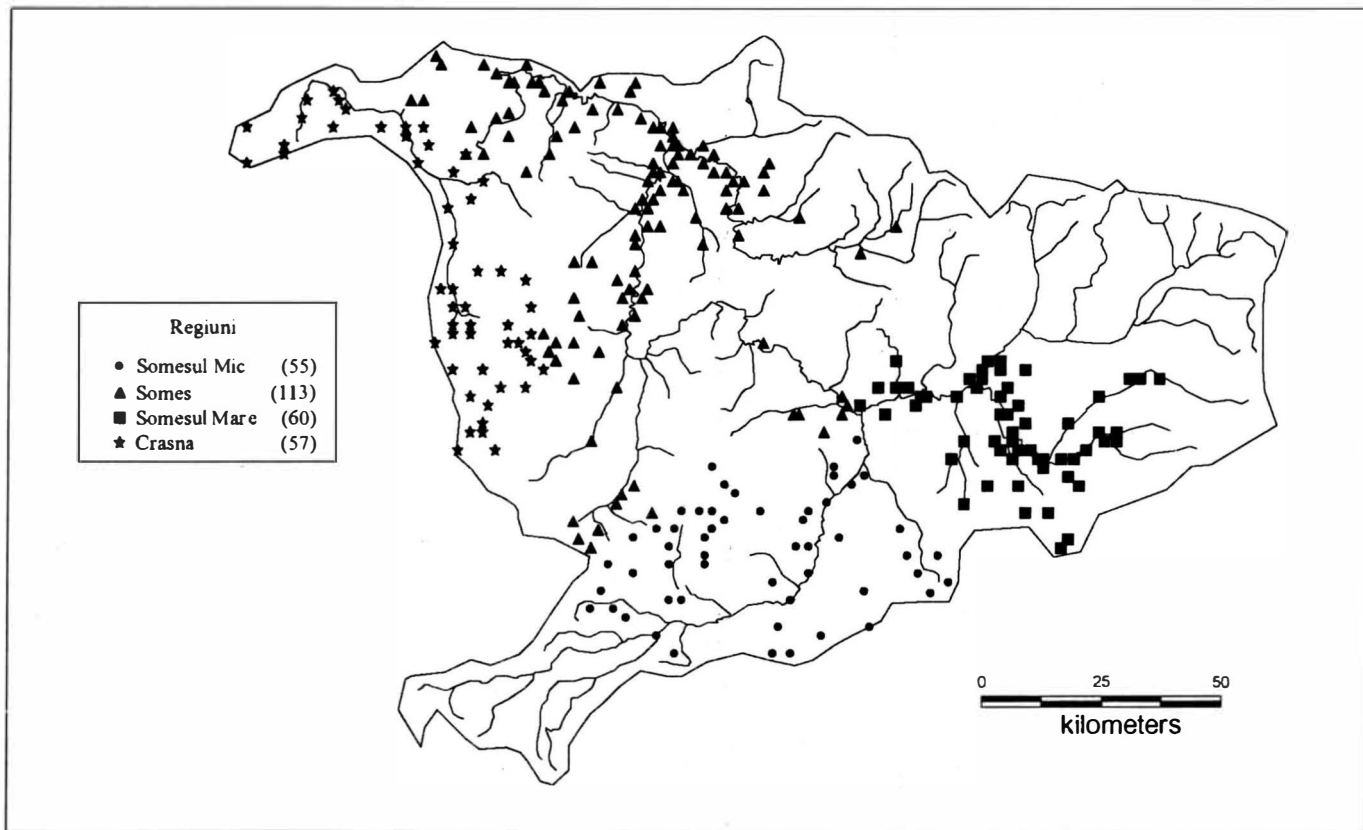 Regiuni
Somesul Mic (55)
Somes (113)
Somesul Mare (60)
Crasna (57)
0 25 50
kilometers